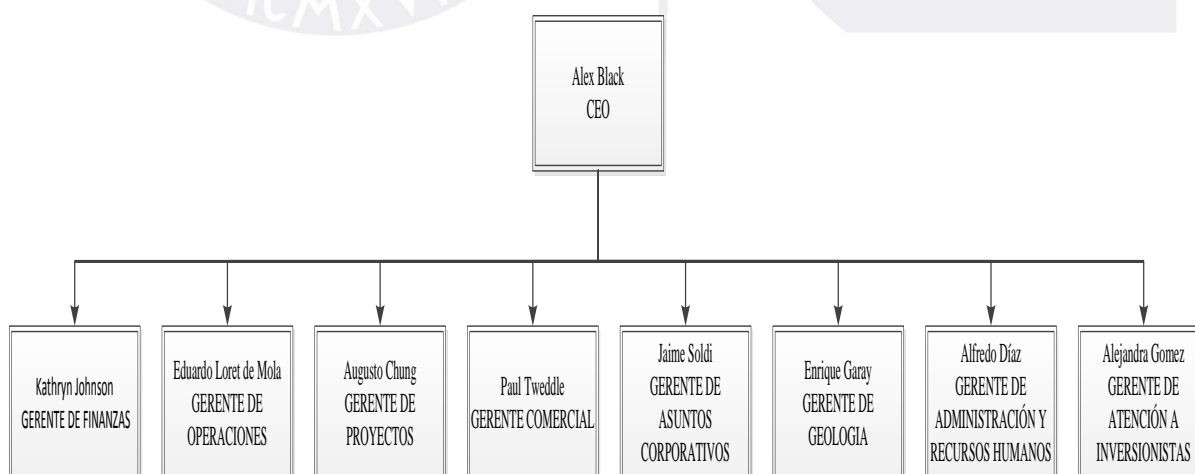 Alex Black
CEO
Kathryn Johnson
GERENTE DE FINANZAS
Eduardo Loret de Mola
GERENTE DE
OPERACIONES
Augusto Chung
GERENTE DE
PROYECTOS
Paul Tweddle
GERENTE COMERCIAL
Jaime Soldi
GERENTE DE
ASUNTOS
CORPORATIVOS
Enrique Garay
GERENTE DE
GEOLOGIA
Alfredo Díaz
GERENTE DE
ADMINISTRACIÓN Y
RECURSOS HUMANOS
Alejandra Gomez
GERENTE DE
ATENCIÓN A
INVERSIONISTAS